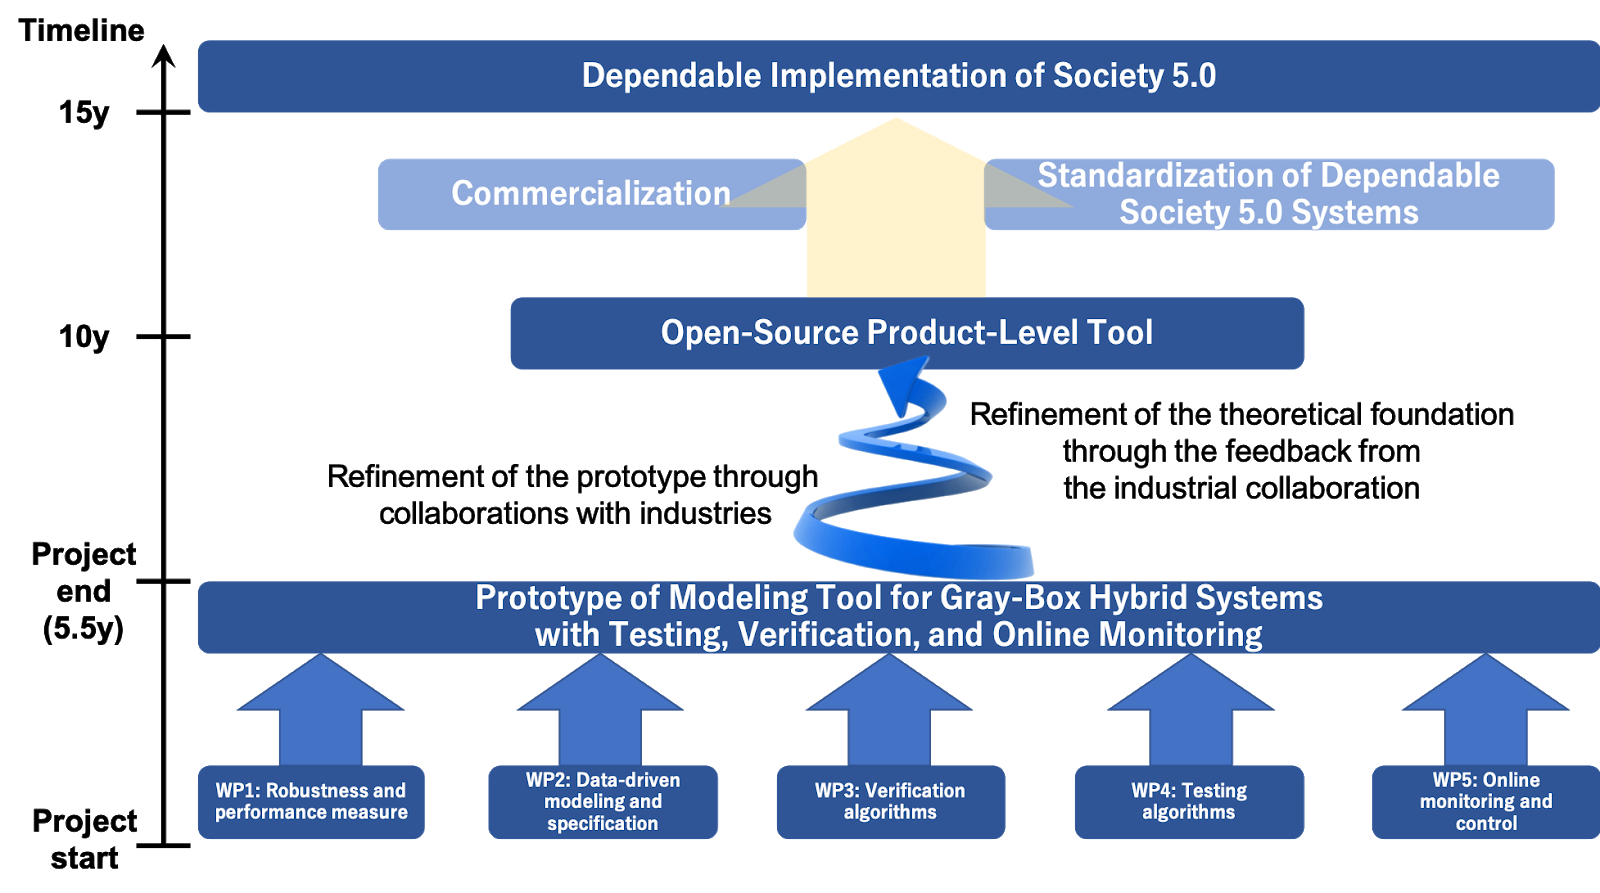 Timeline
Dependable Implementation of Society 5.0
15y
Commercialization
Standardization of Dependable
Society 5.0 Systems
10y
Open-Source Product-Level Tool
Refinement of the theoretical foundation
through the feedback from
the industrial collaboration
Refinement of the prototype through
collaborations with industries
Project
end
(5.5y)
Prototype of Modeling Tool for Gray-Box Hybrid Systems
with Testing, Verification, and Online Monitoring
WP1: Robustness and
performance measure
WP2: Data-driven
modeling and
specification
WP3: Verification
algorithms
WP4: Testing
algorithms
WP5: Online
monitoring and
control
Project
start